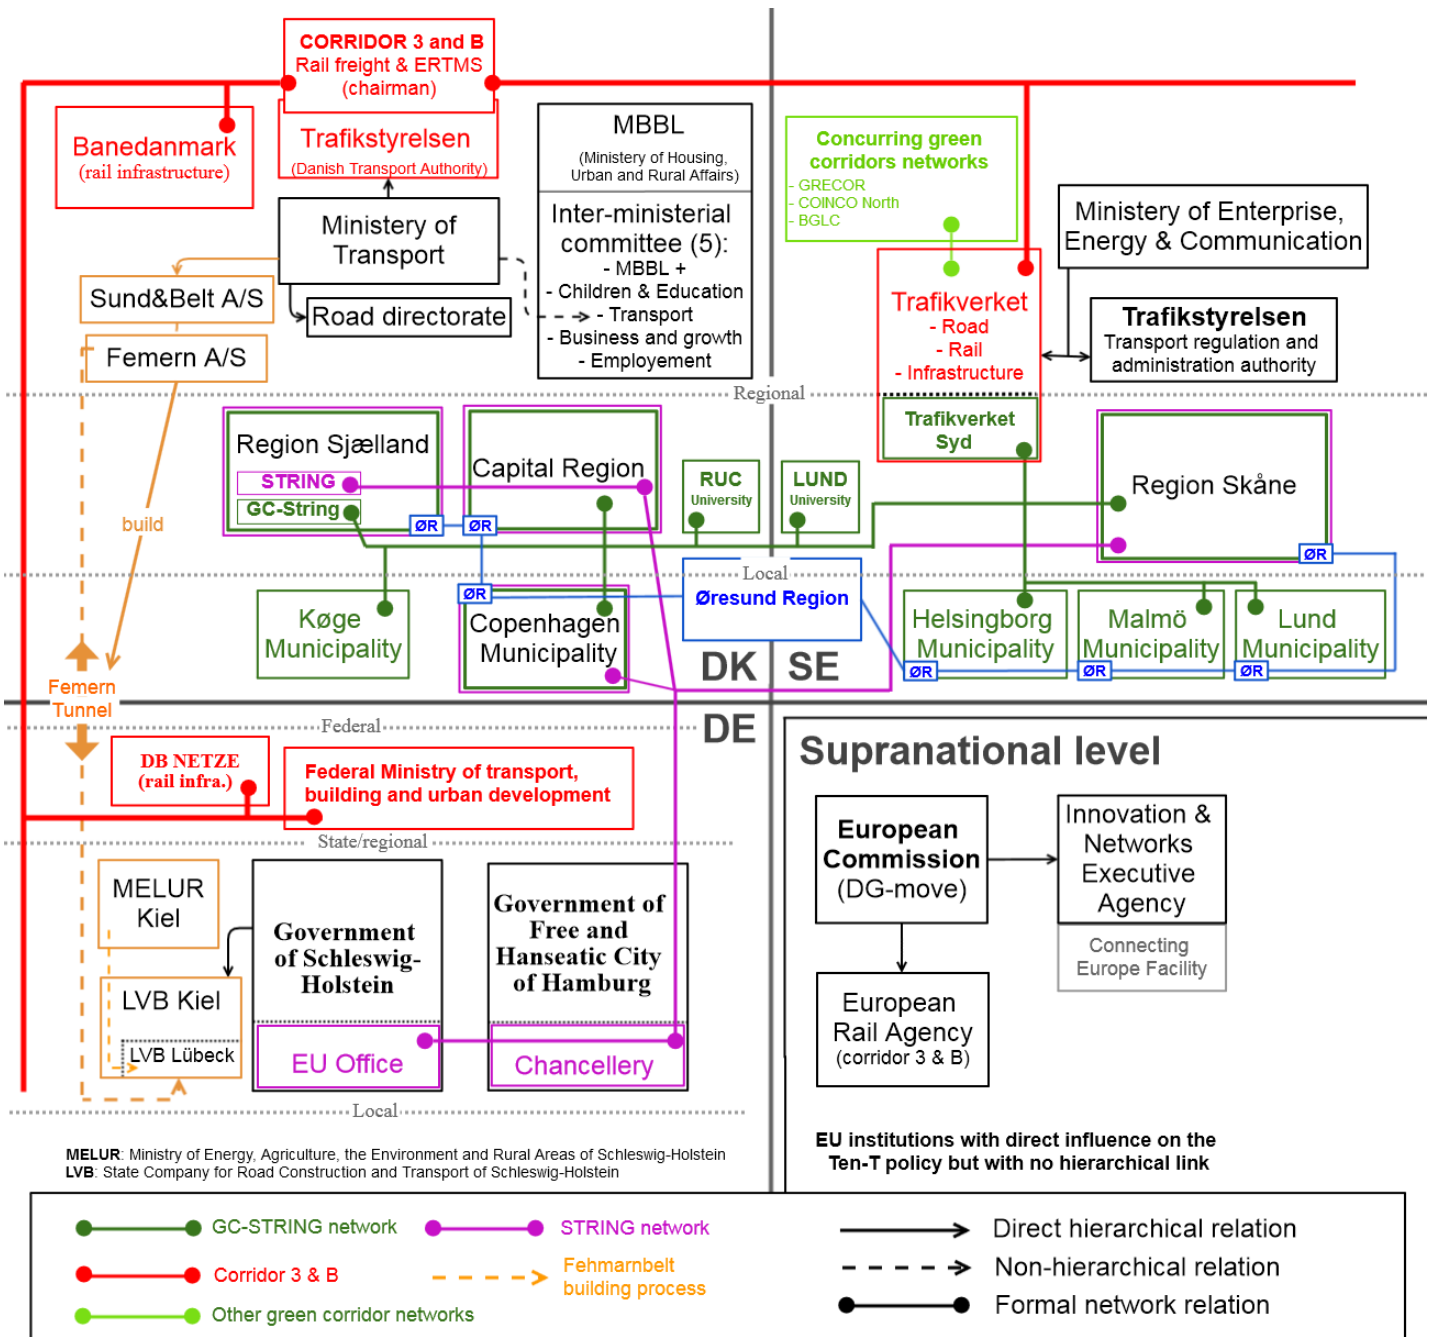 CORRIDOR 3 and B
Rail freight & ERTMS
(chairman)
Trafikstyrelsen
(Danish Transport Authority)
Banedanmark
(rail infrastructure)
Ministery of
Transport
Sund&Belt A/S
Road directorate
Femern A/S
MBBL
(Ministery of Housing,
Urban and Rural Affairs)
Inter-ministerial
committee (5):
- MBBL +
- Children & Education
- Transport
- Business and growth
- Employement
Concurring green
corridors networks
- GRECOR
- COINCO North
- BGLC
Ministery of Enterprise,
Energy & Communication
Trafikverket
- Road
- Rail
- Infrastructure
Trafikstyrelsen
Transport regulation and
administration authority
Regional
Region Sjælland
STRING
GC-String
ØR
Capital Region
ØR
RUC
University
LUND
University
Trafikverket
Syd
Region Skåne
ØR
build
Local
Køge
Municipality
ØR
Copenhagen
Municipality
Øresund Region
Helsingborg
Municipality
ØR
Malmö
Municipality
ØR
Lund
Municipality
ØR
DK
SE
Femern
Tunnel
DE
Federal
DB NETZE
(rail infra.)
Federal Ministry of transport,
building and urban development
State/regional
MELUR
Kiel
LVB Kiel
LVB Lübeck
Government
of Schleswig-
Holstein
EU Office
Government of
Free and
Hanseatic City
of Hamburg
Chancellery
Local
Supranational level
European
Commission
(DG-move)
Innovation &
Networks
Executive
Agency
Connecting
Europe Facility
European
Rail Agency
(corridor 3 & B)
EU institutions with direct influence on the
Ten-T policy but with no hierarchical link
MELUR: Ministry of Energy, Agriculture, the Environment and Rural Areas of Schleswig-Holstein
LVB: State Company for Road Construction and Transport of Schleswig-Holstein
GC-STRING network
STRING network
Direct hierarchical relation
Corridor 3 & B
Fehmarnbelt
building process
Non-hierarchical relation
Other green corridor networks
Formal network relation